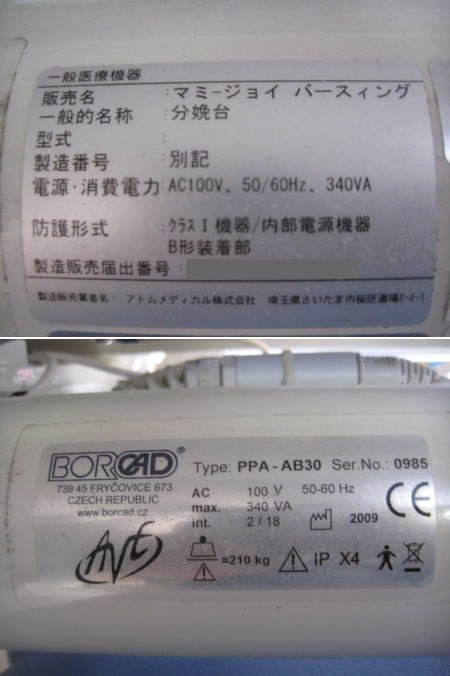 一般医療機器
販売名 :マミージョイ バースィング
一般的名称 :分娩台
型式 :
製造番号 :別記
電源・消費電力:AC100V、50/60Hz、340VA
防護形式 :クラスⅠ機器/内部電源機器
B形装着部
製造販売届出番号 :
製造販売業者名: アトムメディカル株式会社 埼玉県さいたま市桜区道場2-2-1
BORCAD®
739 45 FRYČOVICE 673
CZECH REPUBLIC
www.borcad.cz
AVE
Type: PPA - AB30 Ser.No.: 0985
AC 100 V 50-60 Hz
max. 340 VA
int. 2 / 18 2009
CE
=210 kg IP X4